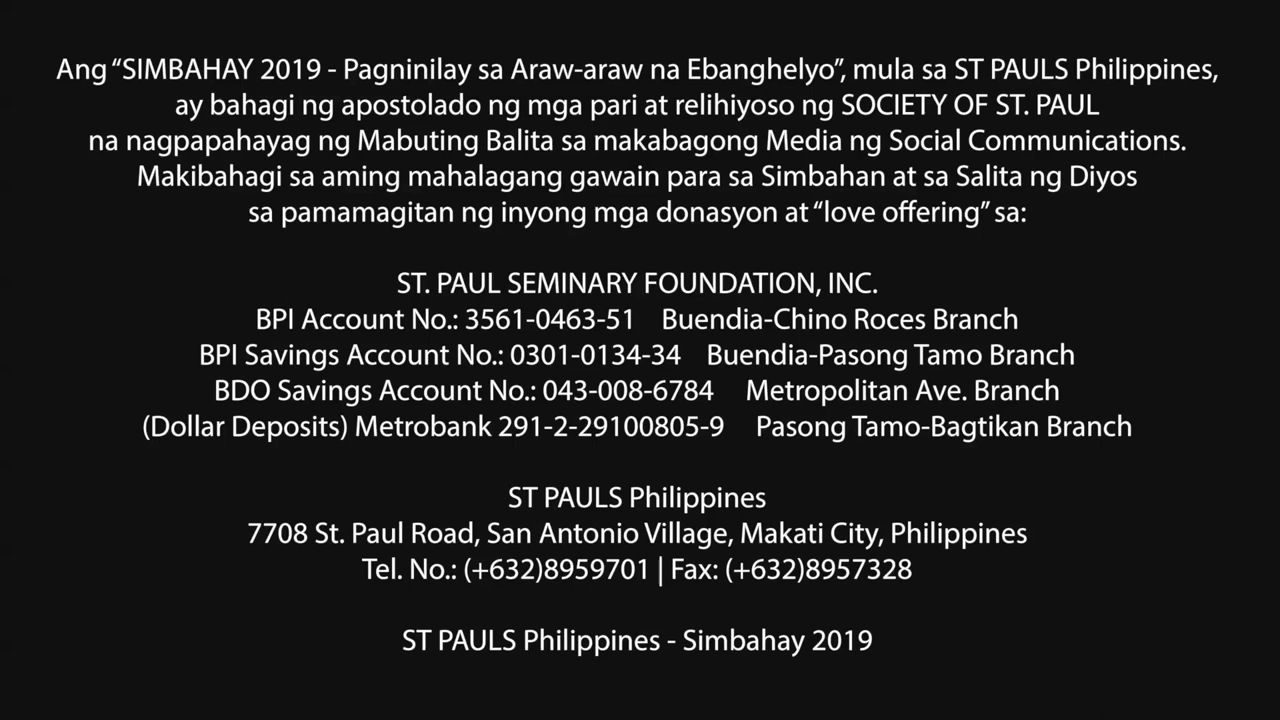 Ang “SIMBAHAY 2019 - Pagninilay sa Araw-araw na Ebanghelyo”, mula sa ST PAULS Philippines,
ay bahagi ng apostolado ng mga pari at relihiyoso ng SOCIETY OF ST. PAUL
na nagpapahayag ng Mabuting Balita sa makabagong Media ng Social Communications.
Makibahagi sa aming mahalagang gawain para sa Simbahan at sa Salita ng Diyos
sa pamamagitan ng inyong mga donasyon at “love offering” sa:
ST. PAUL SEMINARY FOUNDATION, INC.
BPI Account No.: 3561-0463-51 Buendia-Chino Roces Branch
BPI Savings Account No.: 0301-0134-34 Buendia-Pasong Tamo Branch
BDO Savings Account No.: 043-008-6784 Metropolitan Ave. Branch
(Dollar Deposits) Metrobank 291-2-29100805-9 Pasong Tamo-Bagtikan Branch
ST PAULS Philippines
7708 St. Paul Road, San Antonio Village, Makati City, Philippines
Tel. No.: (+632)8959701 | Fax: (+632)8957328
ST PAULS Philippines - Simbahay 2019